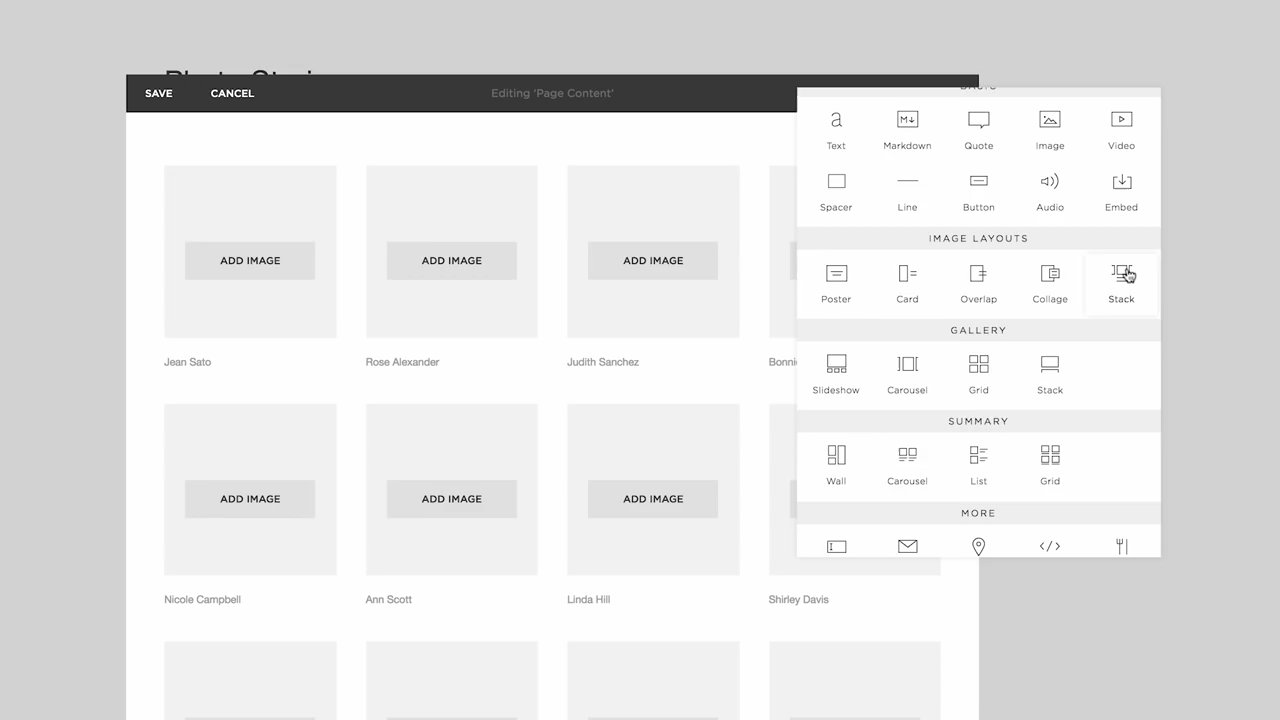 SAVE CANCEL Editing 'Page Content'
BASIC
Text Markdown Quote Image Video
Spacer Line Button Audio Embed
IMAGE LAYOUTS
Poster Card Overlap Collage Stack
GALLERY
Slideshow Carousel Grid Stack
SUMMARY
Wall Carousel List Grid
MORE
ADD IMAGE ADD IMAGE ADD IMAGE
Jean Sato Rose Alexander Judith Sanchez
ADD IMAGE ADD IMAGE ADD IMAGE
Nicole Campbell Ann Scott Linda Hill Shirley Davis